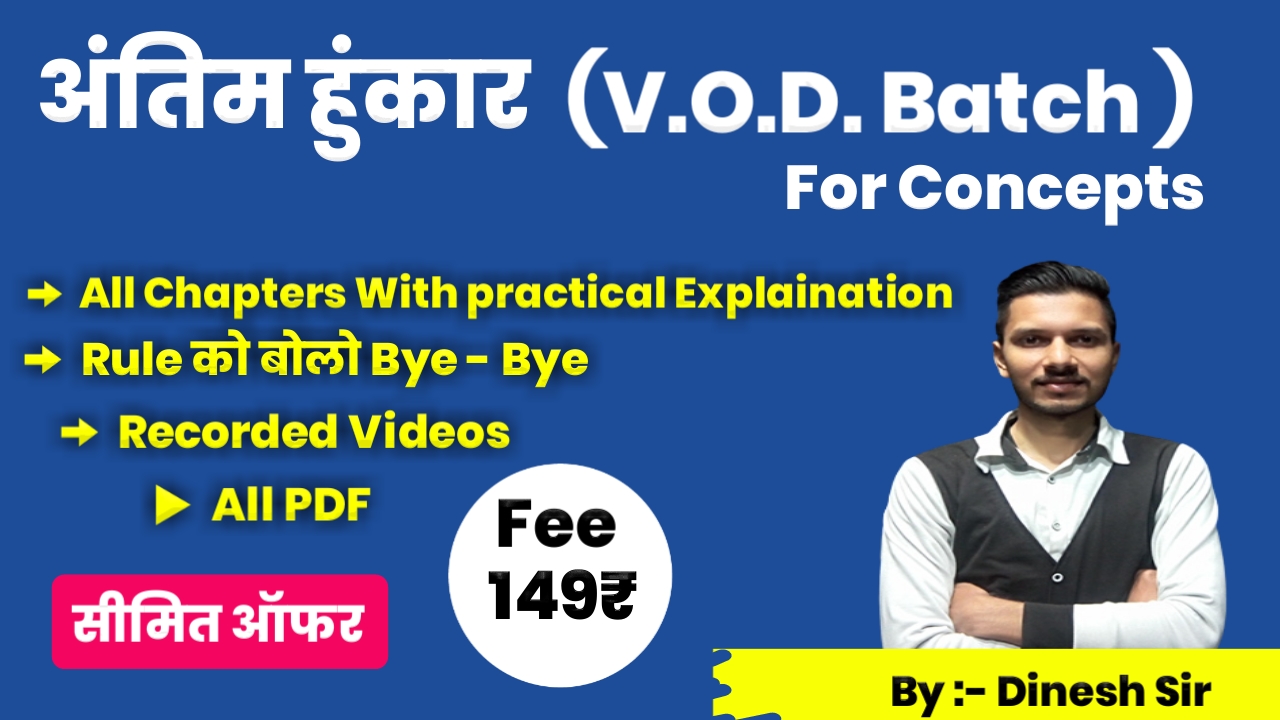 अंतिम हुंकार (V.O.D. Batch )
For Concepts
All Chapters With practical Explaination
Rule को बोलो Bye - Bye
Recorded Videos
All PDF
Fee
149₹
सीमित ऑफर
By :- Dinesh Sir